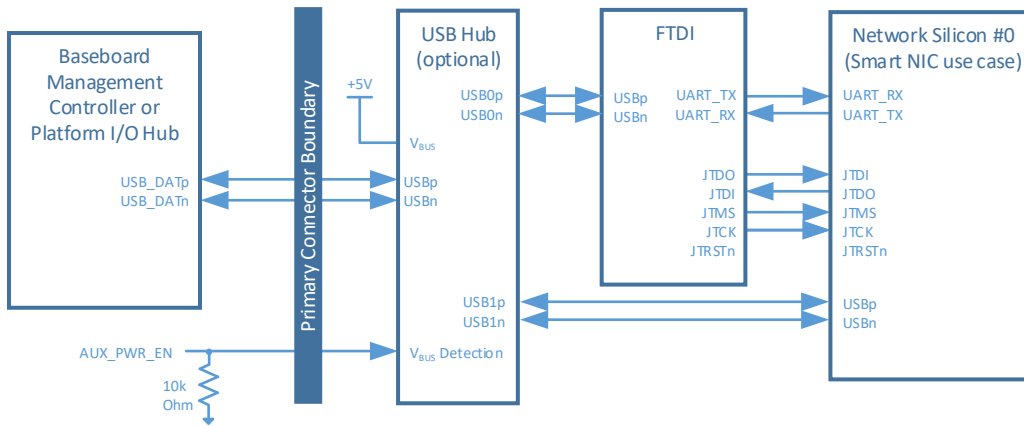 Baseboard
Management
Controller or
Platform I/O Hub
USB_DATp
USB_DATn
AUX_PWR_EN
10k
Ohm
Primary Connector Boundary
+5V
USB Hub
(optional)
USB0p
USB0n
VBUS
USBp
USBn
USB1p
USB1n
VBUS Detection
FTDI
USBp
USBn
UART_TX
UART_RX
JTDO
JTDI
JTMS
JTCK
JTRSTn
Network Silicon #0
(Smart NIC use case)
UART_RX
UART_TX
JTDI
JTDO
JTMS
JTCK
JTRSTn
USBp
USBn